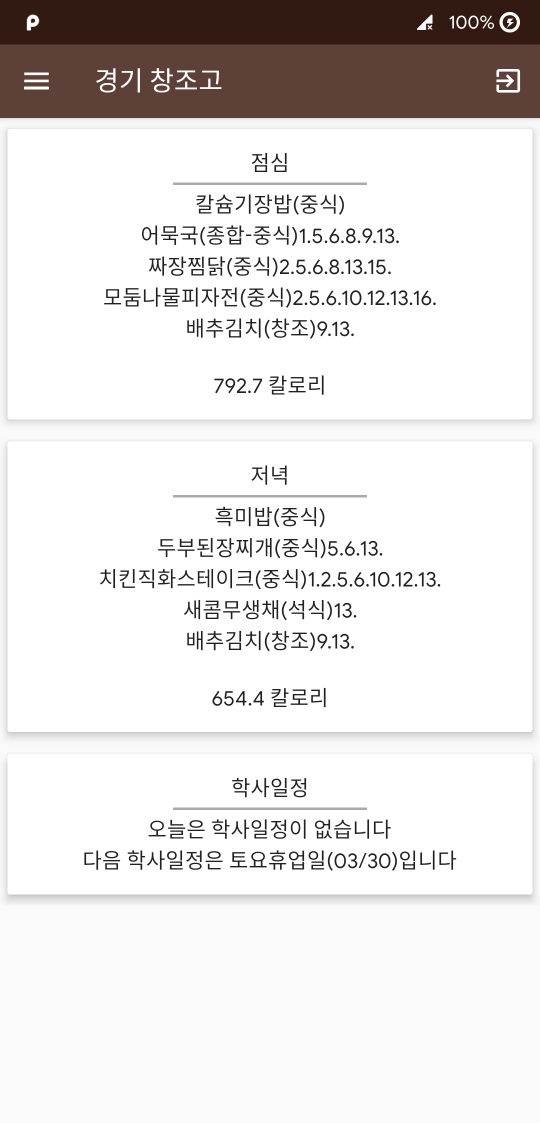 100%
경기 창조고
점심
칼슘기장밥(중식)
어묵국(종합-중식)1.5.6.8.9.13.
짜장찜닭(중식)2.5.6.8.13.15.
모둠나물피자전(중식)2.5.6.10.12.13.16.
배추김치(창조)9.13.
792.7 칼로리
저녁
흑미밥(중식)
두부된장찌개(중식)5.6.13.
치킨직화스테이크(중식)1.2.5.6.10.12.13.
새콤무생채(석식)13.
배추김치(창조)9.13.
654.4 칼로리
학사일정
오늘은 학사일정이 없습니다
다음 학사일정은 토요휴업일(03/30)입니다